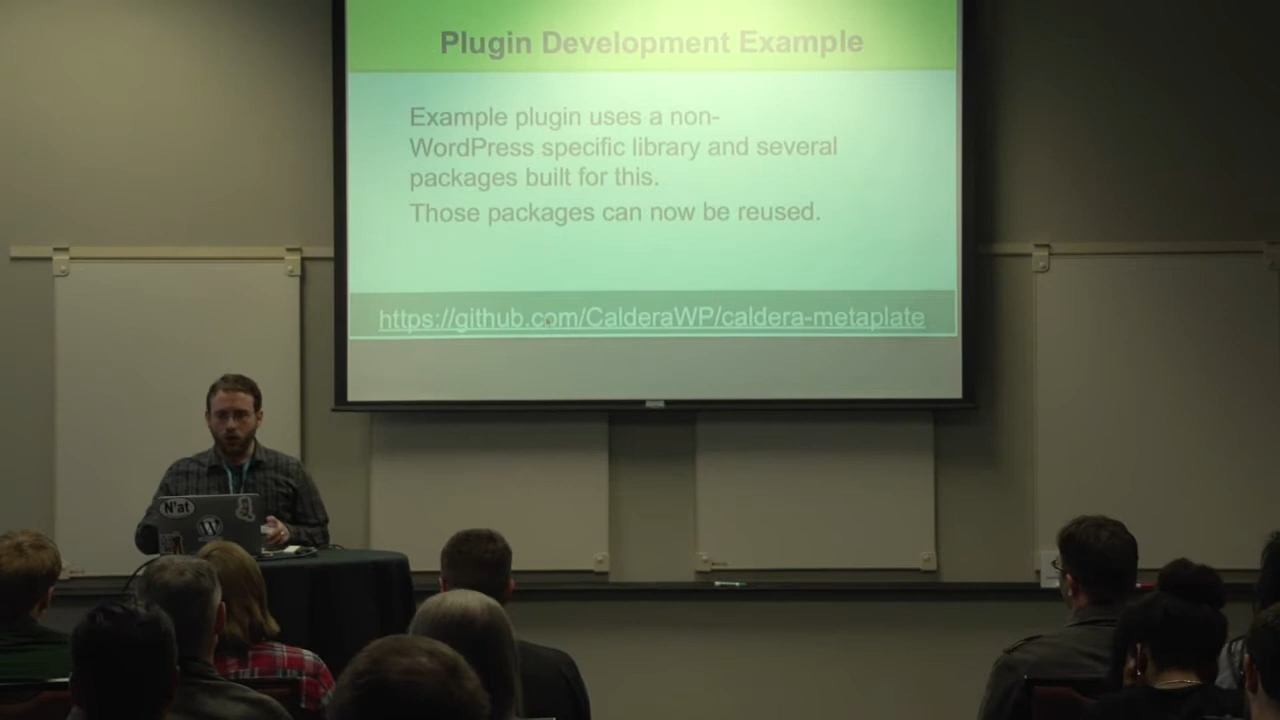 Plugin Development Example
Example plugin uses a non-
WordPress specific library and several
packages built for this.
Those packages can now be reused.
https://github.com/CalderaWP/caldera-metaplate
N'at
W